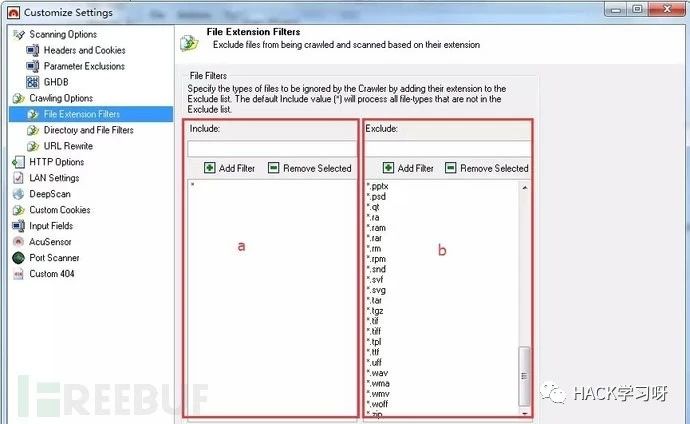 Customize Settings
Scanning Options
Headers and Cookies
Parameter Exclusions
GHDB
Crawling Options
File Extension Filters
Directory and File Filters
URL Rewrite
HTTP Options
LAN Settings
DeepScan
Custom Cookies
Input Fields
AcuSensor
Port Scanner
Custom 404
File Extension Filters
Exclude files from being crawled and scanned based on their extension
File Filters
Specify the types of files to be ignored by the Crawler by adding their extension to the
Exclude list. The default Include value (*) will process all file-types that are not in the
Exclude list.
Include:
Add Filter
Remove Selected
*
a
Exclude:
Add Filter
Remove Selected
*.pptx
*.psd
*.qt
*.ra
*.ram
*.rar
*.rm
*.rpm
*.snd
*.svf
*.svg
*.tar
*.tgz
*.tif
*.tiff
*.tpl
*.ttf
*.uff
*.wav
*.wma
*.wmv
*.woff
*.zip
b
FREEBUF
HACK学习呀